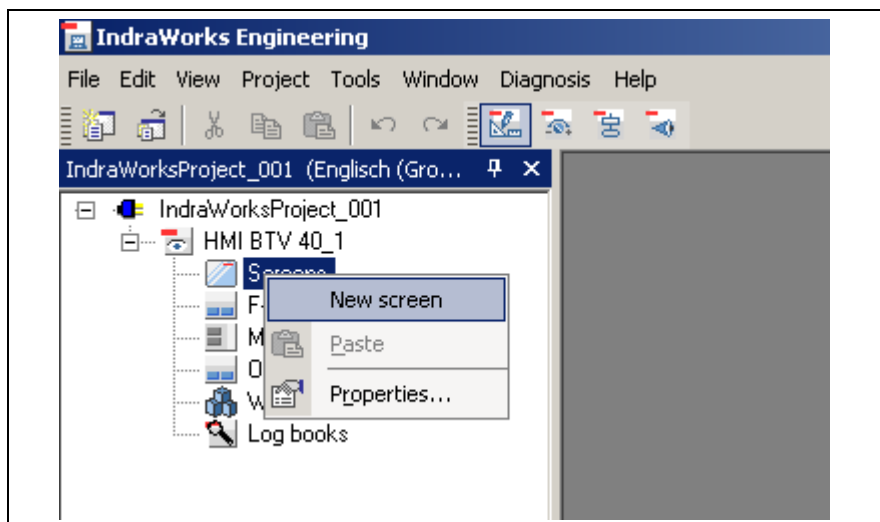 IndraWorks Engineering
File Edit View Project Tools Window Diagnosis Help
IndraWorksProject_001 (Englisch (Gro...
IndraWorksProject_001
HMI BTV 40_1
Screens
New screen
Paste
Properties...
Log books